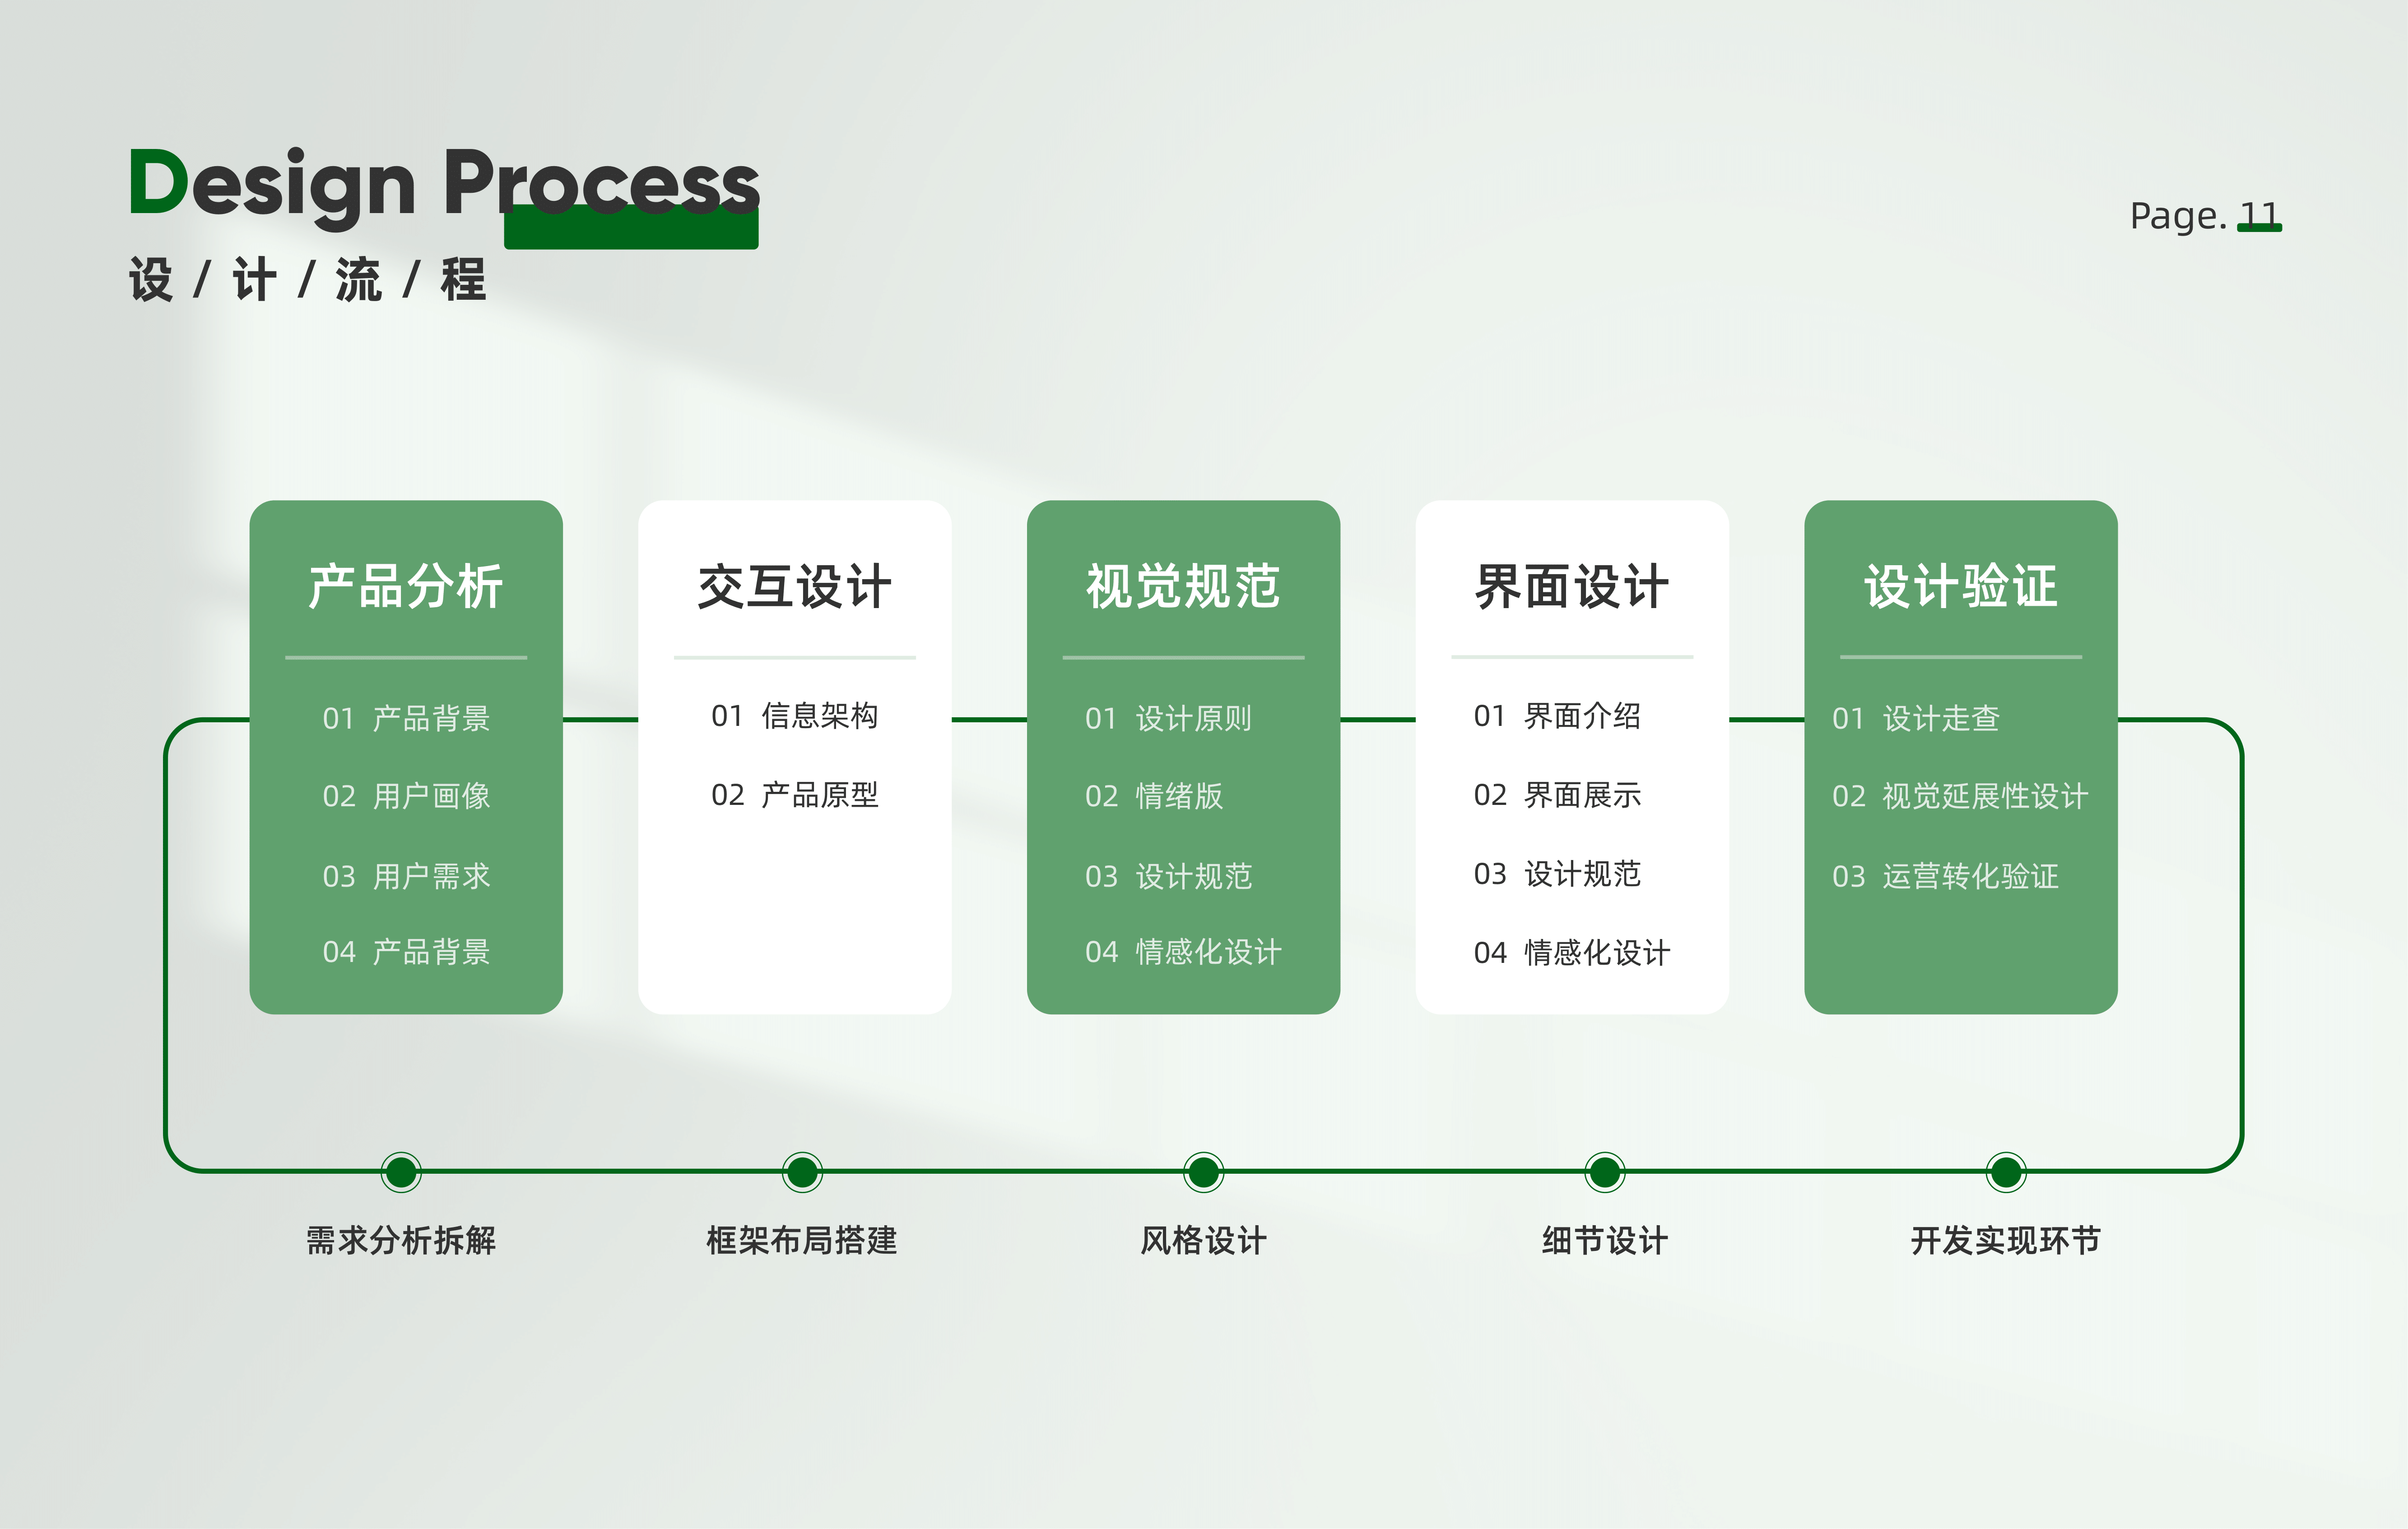 Design Process
设 / 计 / 流 / 程
Page. 11
产品分析
01 产品背景
02 用户画像
03 用户需求
04 产品背景
交互设计
01 信息架构
02 产品原型
视觉规范
01 设计原则
02 情绪版
03 设计规范
04 情感化设计
界面设计
01 界面介绍
02 界面展示
03 设计规范
04 情感化设计
设计验证
01 设计走查
02 视觉延展性设计
03 运营转化验证
需求分析拆解
框架布局搭建
风格设计
细节设计
开发实现环节